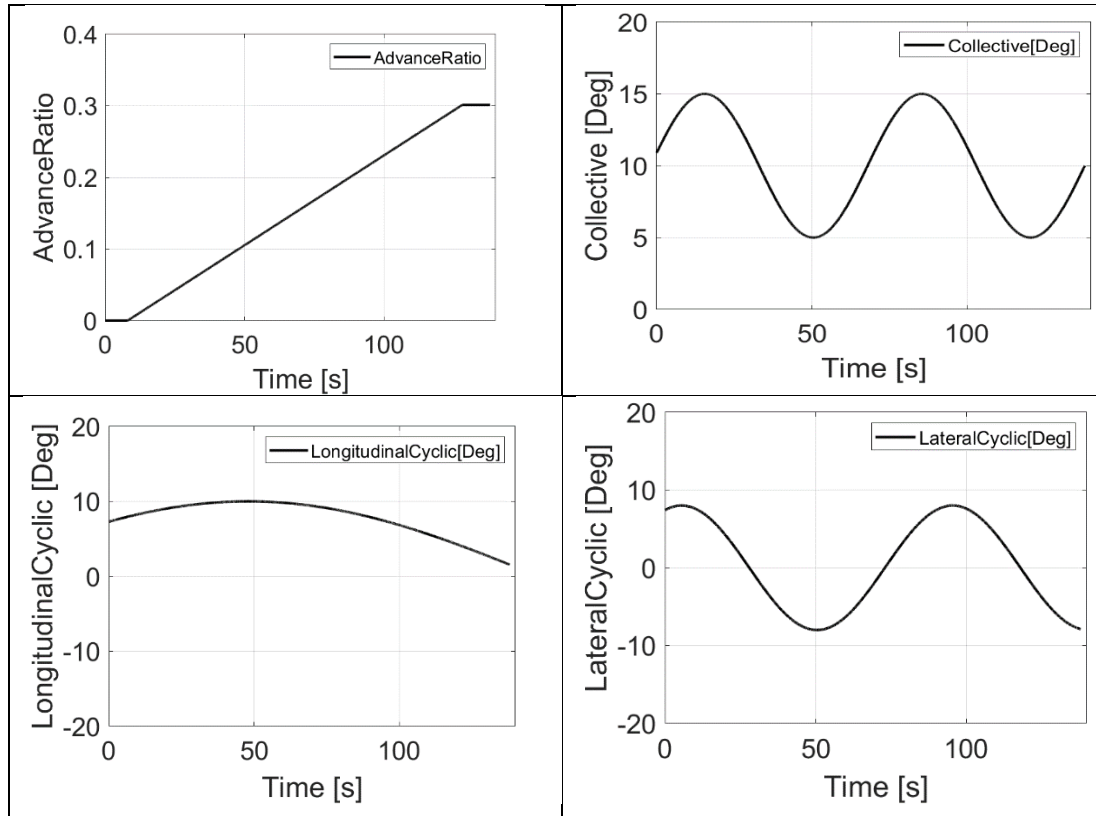 0.4
AdvanceRatio
0.3
0.2
0.1
0
0
50
100
AdvanceRatio
Time [s]
20
Collective[Deg]
15
10
5
0
0
50
100
Collective [Deg]
Time [s]
20
LongitudinalCyclic[Deg]
10
0
-10
-20
0
50
100
LongitudinalCyclic [Deg]
Time [s]
20
LateralCyclic[Deg]
10
0
-10
-20
0
50
100
LateralCyclic [Deg]
Time [s]